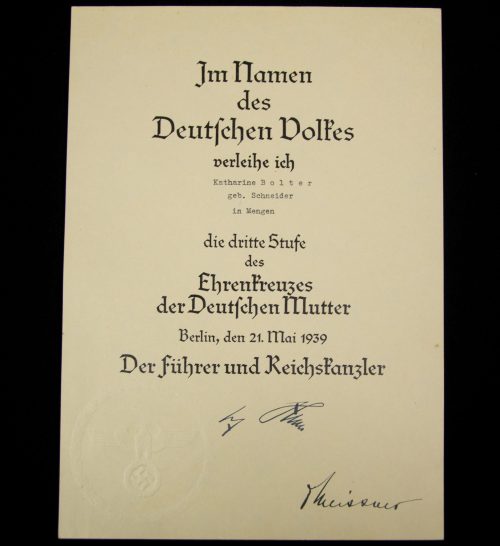 Im Namen
des
Deutschen Volkes
verleihe ich
Katharine B o l t e r
geb. Schneider
in Mengen
die dritte Stufe
des
Ehrenkreuzes
der Deutschen Mutter
Berlin, den 21. Mai 1939
Der Führer und Reichskanzler
Meissner